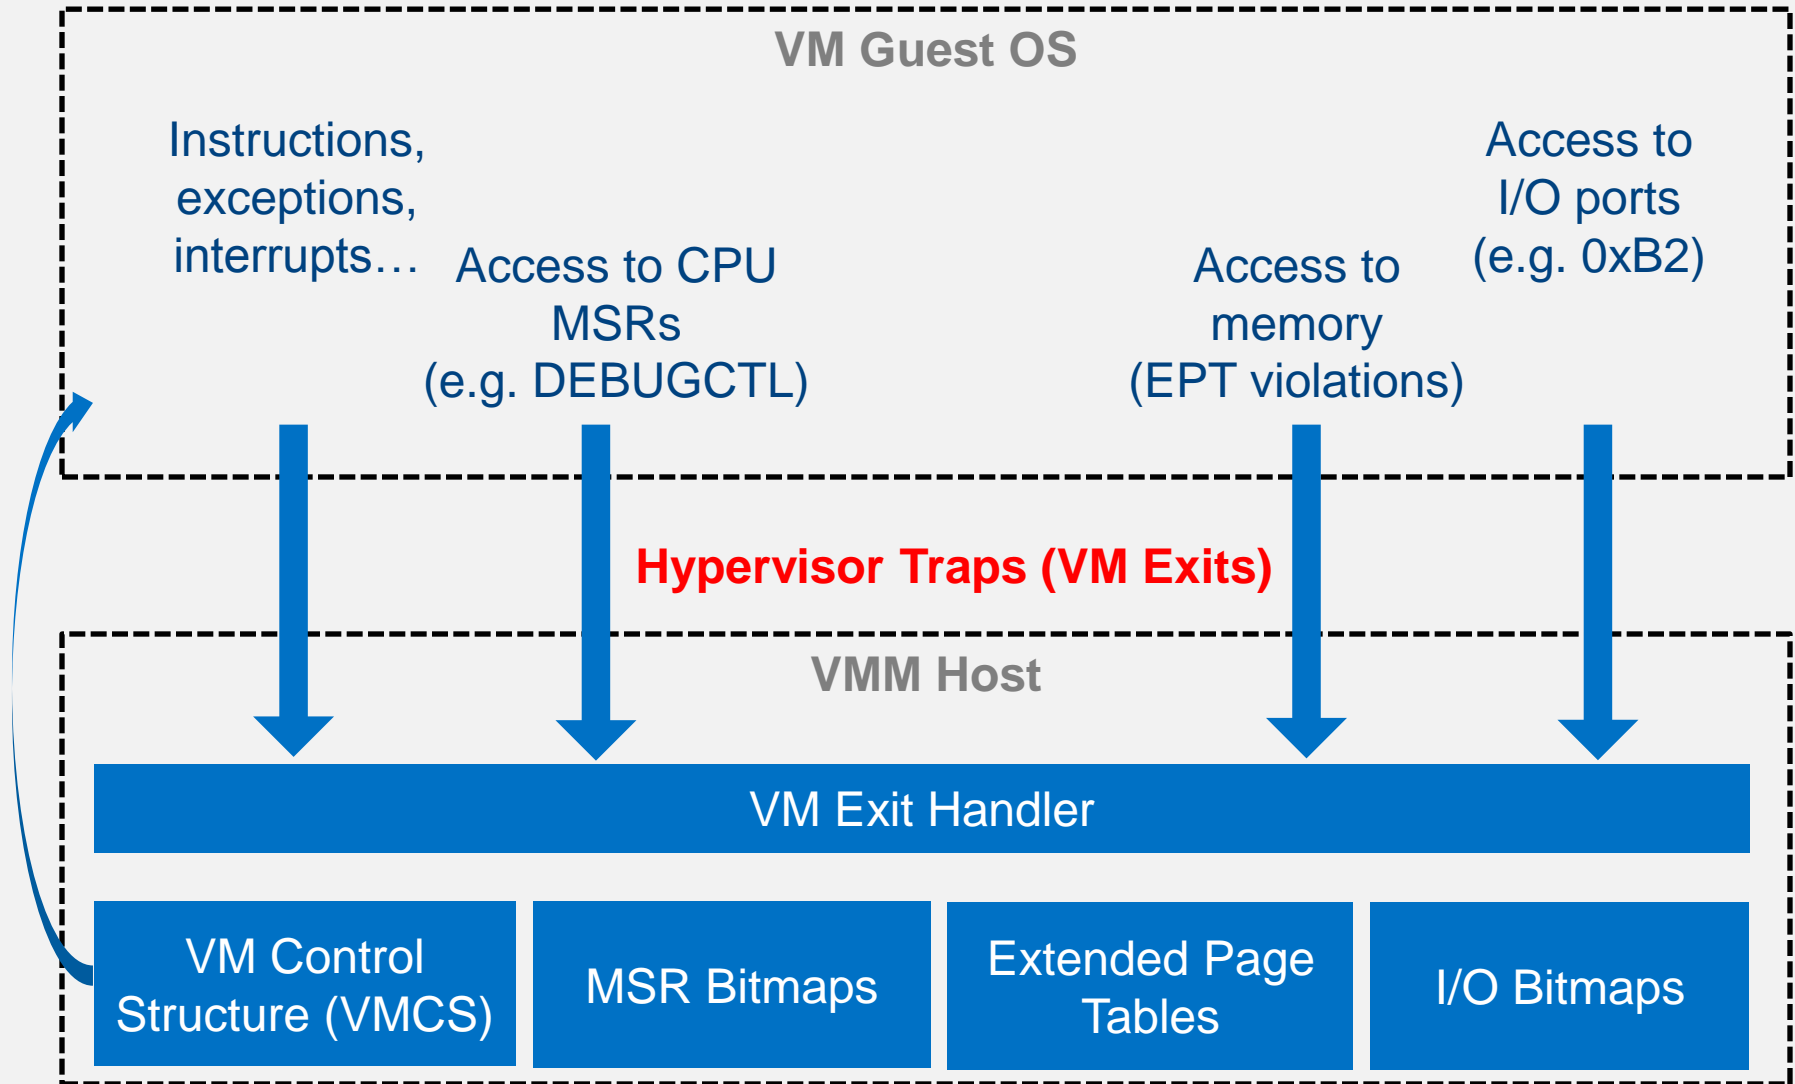 VM Guest OS
Instructions,
exceptions,
interrupts…
Access to CPU
MSRs
(e.g. DEBUGCTL)
Access to
memory
(EPT violations)
Access to
I/O ports
(e.g. 0xB2)
Hypervisor Traps (VM Exits)
VMM Host
VM Exit Handler
VM Control
Structure (VMCS)
MSR Bitmaps
Extended Page
Tables
I/O Bitmaps